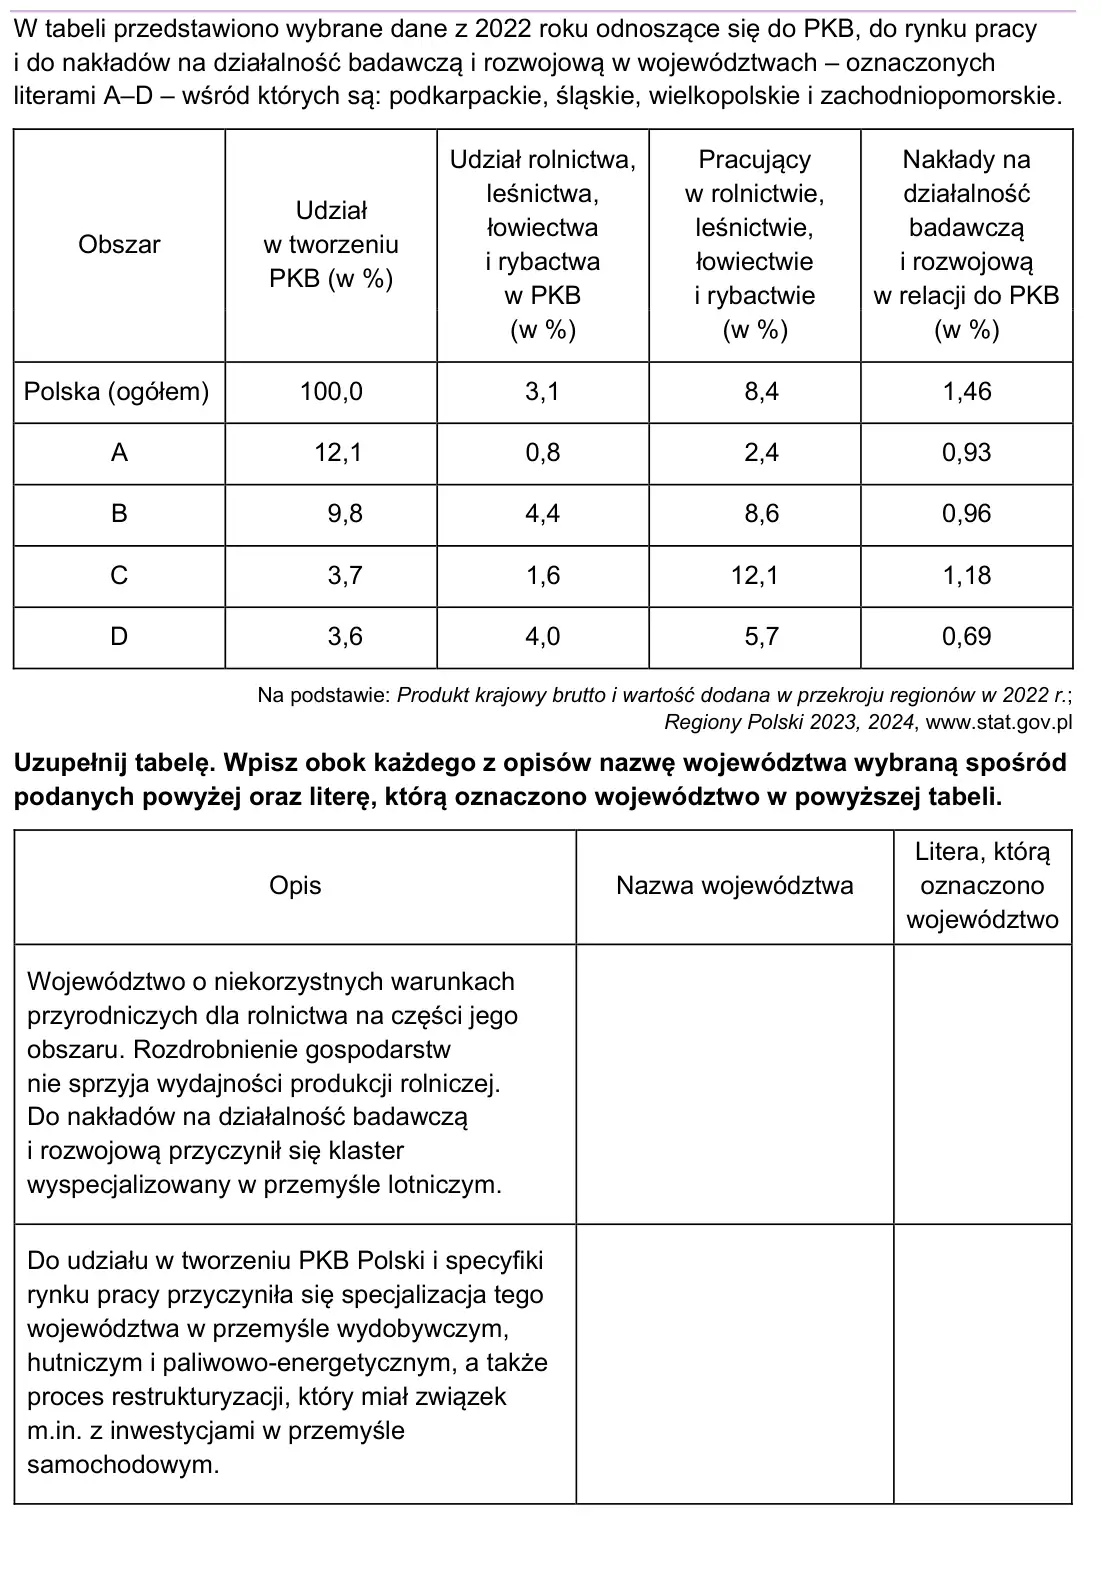 W tabeli przedstawiono wybrane dane z 2022 roku odnoszące się do PKB, do rynku pracy
i do nakładów na działalność badawczą i rozwojową w województwach – oznaczonych
literami A–D – wśród których są: podkarpackie, śląskie, wielkopolskie i zachodniopomorskie.
Obszar
Udział
w tworzeniu
PKB (w %)
Udział rolnictwa,
leśnictwa,
łowiectwa
i rybactwa
w PKB
(w %)
Pracujący
w rolnictwie,
leśnictwie,
łowiectwie
i rybactwie
(w %)
Nakłady na
działalność
badawczą
i rozwojową
w relacji do PKB
(w %)
Polska (ogółem) 100,0 3,1 8,4 1,46
A 12,1 0,8 2,4 0,93
B 9,8 4,4 8,6 0,96
C 3,7 1,6 12,1 1,18
D 3,6 4,0 5,7 0,69
Na podstawie: Produkt krajowy brutto i wartość dodana w przekroju regionów w 2022 r.;
Regiony Polski 2023, 2024, www.stat.gov.pl
Uzupełnij tabelę. Wpisz obok każdego z opisów nazwę województwa wybraną spośród
podanych powyżej oraz literę, którą oznaczono województwo w powyższej tabeli.
Opis
Nazwa województwa
Litera, którą
oznaczono
województwo
Województwo o niekorzystnych warunkach
przyrodniczych dla rolnictwa na części jego
obszaru. Rozdrobnienie gospodarstw
nie sprzyja wydajności produkcji rolniczej.
Do nakładów na działalność badawczą
i rozwojową przyczynił się klaster
wyspecjalizowany w przemyśle lotniczym.
Do udziału w tworzeniu PKB Polski i specyfiki
rynku pracy przyczyniła się specjalizacja tego
województwa w przemyśle wydobywczym,
hutniczym i paliwowo-energetycznym, a także
proces restrukturyzacji, który miał związek
m.in. z inwestycjami w przemyśle
samochodowym.